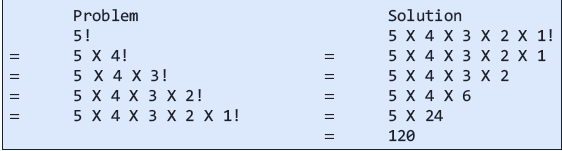 Problem Solution
5! 5 X 4 X 3 X 2 X 1!
= 5 X 4! = 5 X 4 X 3 X 2 X 1
= 5 X 4 X 3! = 5 X 4 X 3 X 2
= 5 X 4 X 3 X 2! = 5 X 4 X 6
= 5 X 4 X 3 X 2 X 1! = 5 X 24
= 120